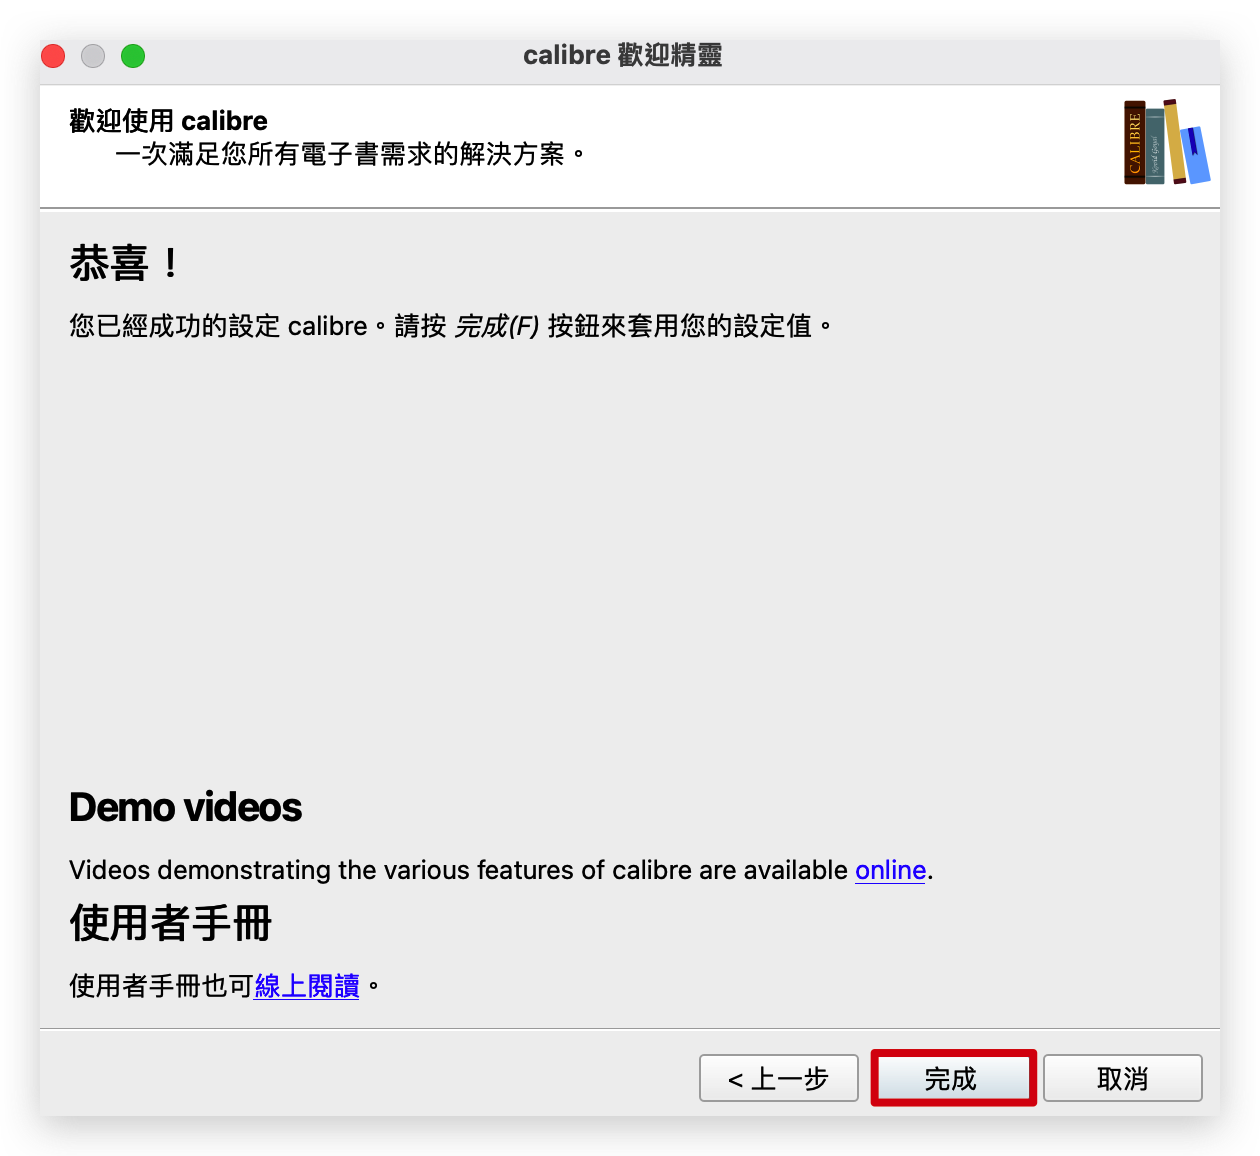 calibre 歡迎精靈
歡迎使用 calibre
一次滿足您所有電子書需求的解決方案。
CALIBRE
Kovid Goyal
恭喜！
您已經成功的設定 calibre。請按 完成(F) 按鈕來套用您的設定值。
Demo videos
Videos demonstrating the various features of calibre are available online.
使用者手冊
使用者手冊也可線上閱讀。
< 上一步
完成
取消